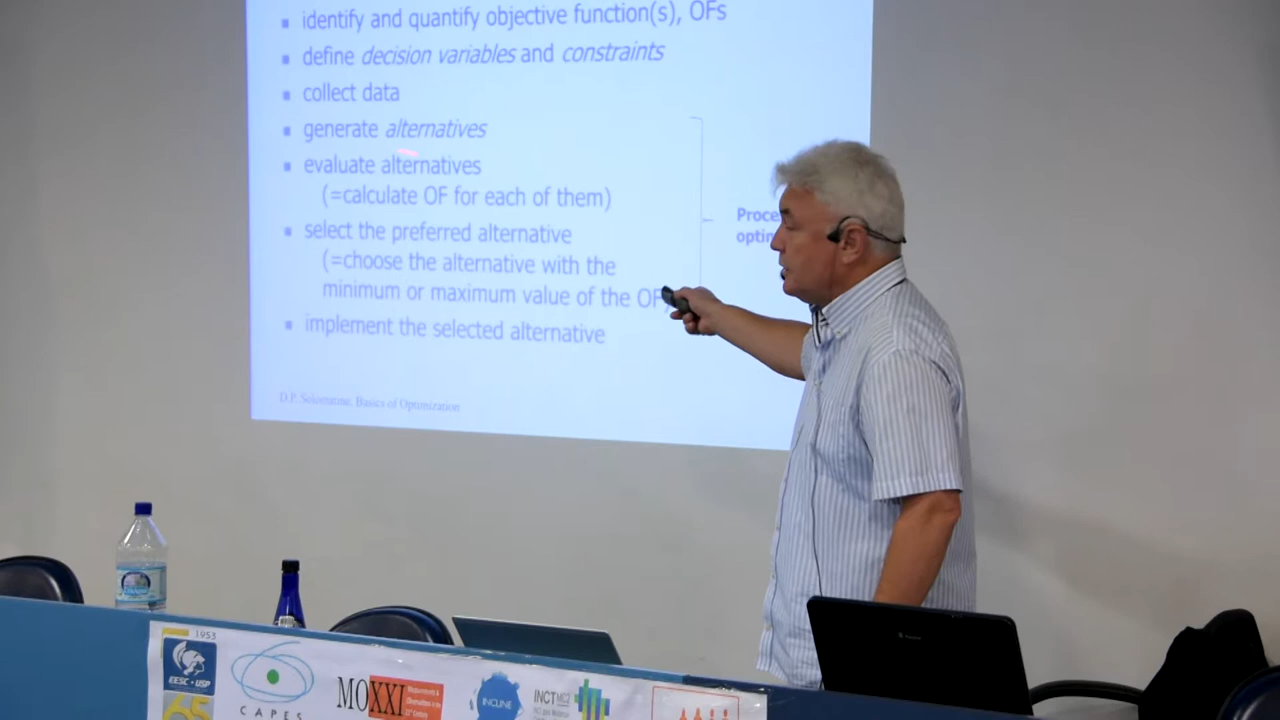 identify and quantify objective function(s), OFs
define decision variables and constraints
collect data
generate alternatives
evaluate alternatives
(=calculate OF for each of them)
select the preferred alternative
(=choose the alternative with the
minimum or maximum value of the OF
implement the selected alternative
Proce
optim
D.P. Solomatine. Basics of Optimization
1953
EESC • USP
65
CAPES
MOXXI
INCLINE
INCT MC2